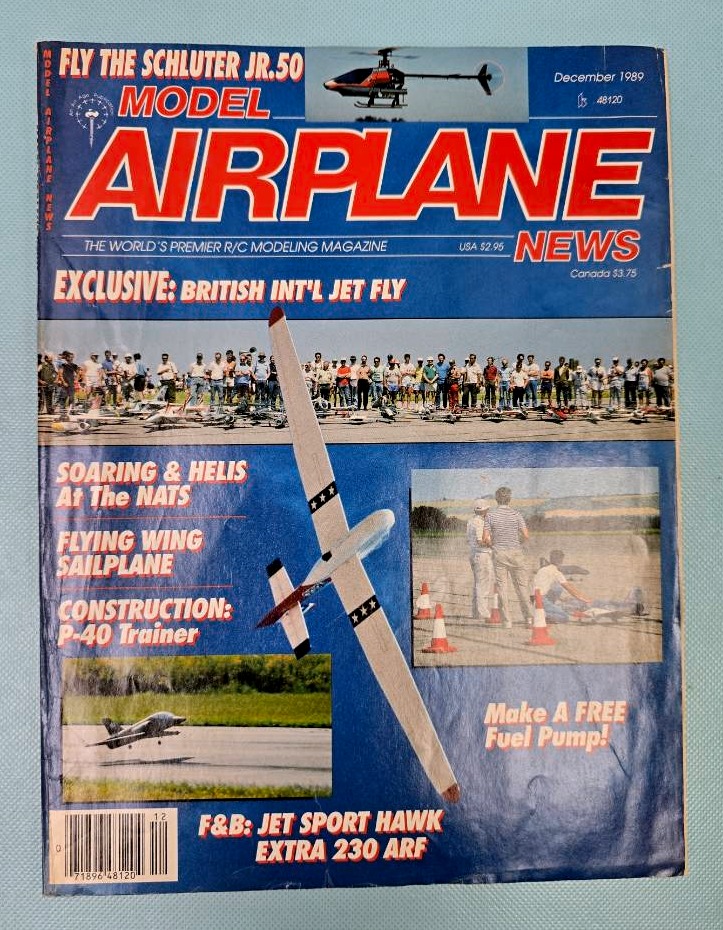 FLY THE SCHLUTER JR.50
December 1989
48120
MODEL AIRPLANE NEWS
MODEL
AIRPLANE
NEWS
THE WORLD'S PREMIER R/C MODELING MAGAZINE
USA $2.95
Canada $3.75
EXCLUSIVE: BRITISH INT'L JET FLY
SOARING & HELIS
At The NATS
FLYING WING
SAILPLANE
CONSTRUCTION:
P-40 Trainer
Make A FREE
Fuel Pump!
F&B: JET SPORT HAWK
EXTRA 230 ARF
12
0
71896 48120